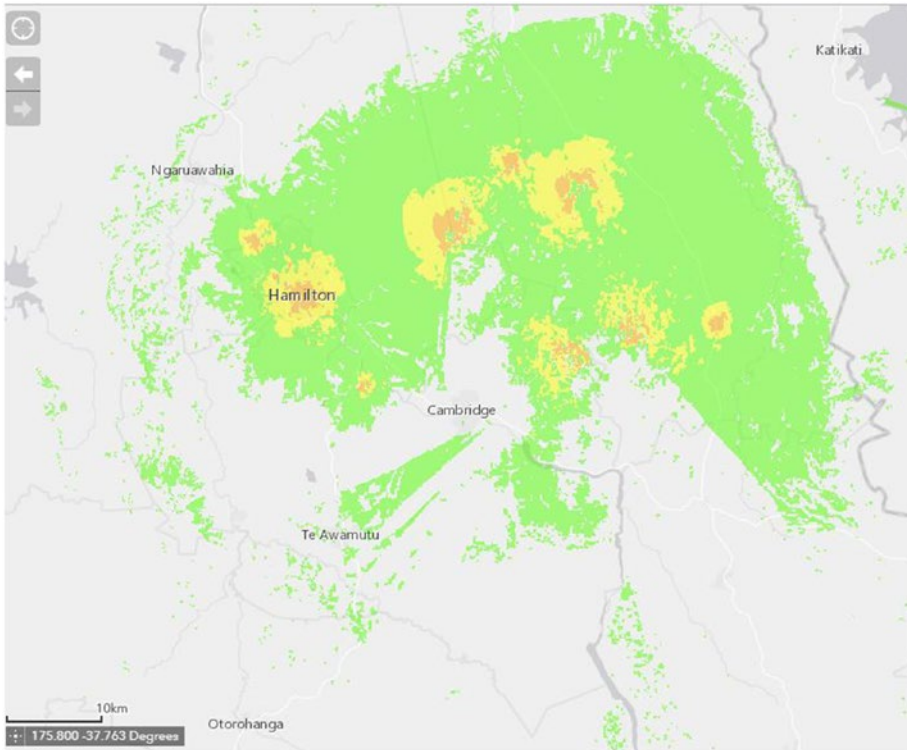 Katikati
Ngaruawahia
Hamilton
Cambridge
Te Awamutu
10km
Otorohanga
175.800 -37.763 Degrees